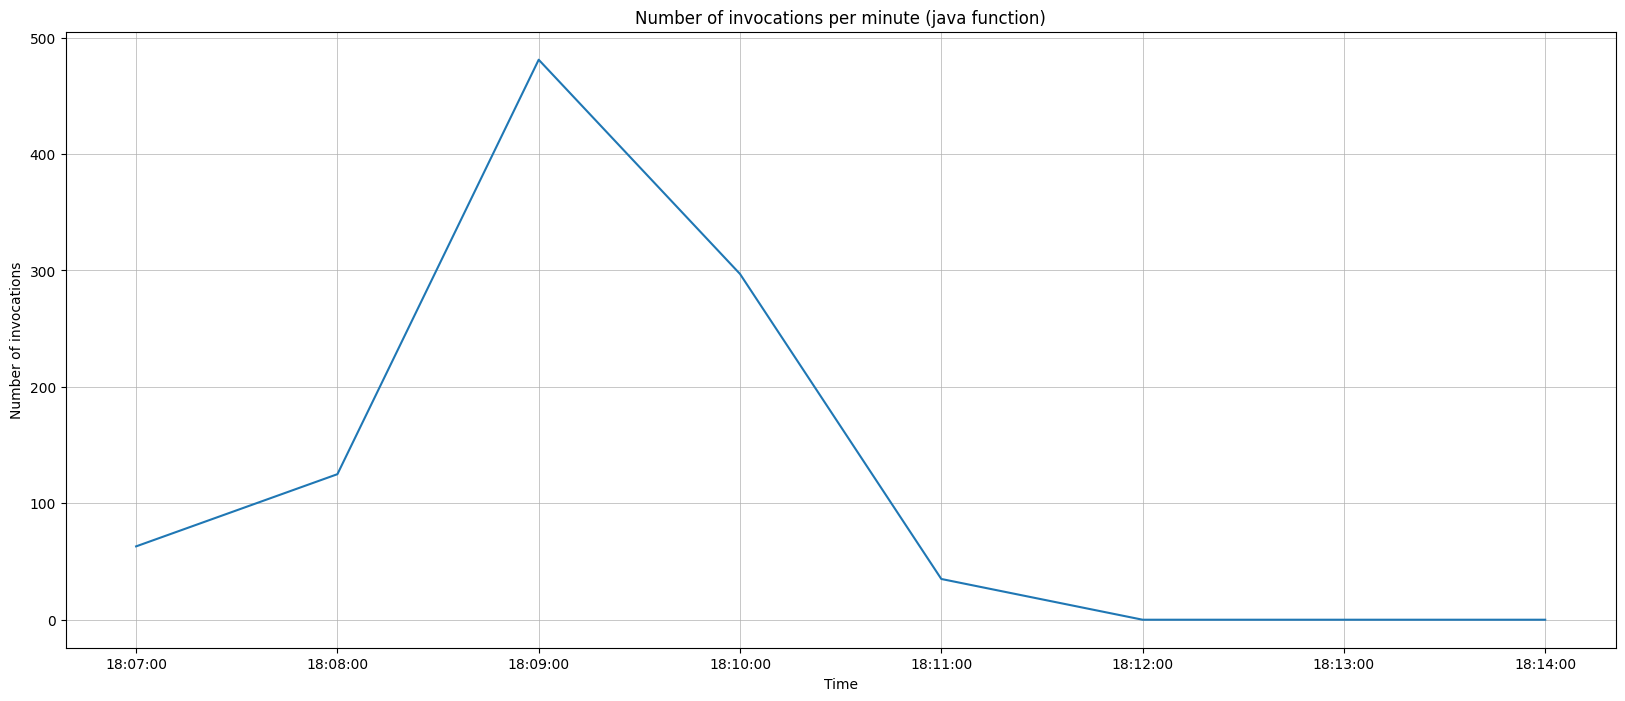 Number of invocations per minute (java function)
500
400
300
200
100
0
Number of invocations
18:07:00 18:08:00 18:09:00 18:10:00 18:11:00 18:12:00 18:13:00 18:14:00
Time